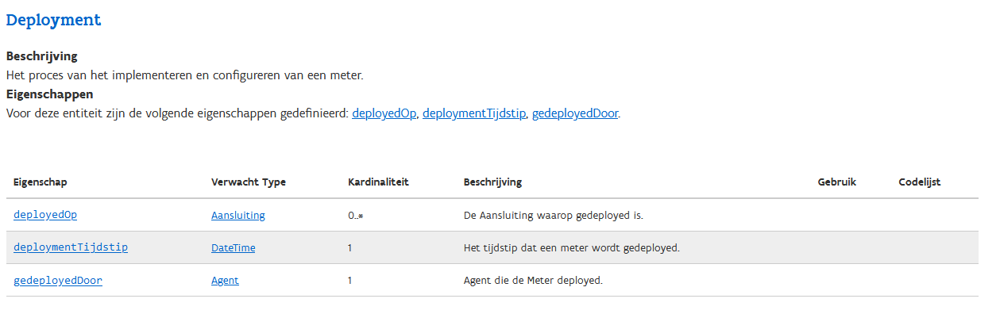 Deployment
Beschrijving
Het proces van het implementeren en configureren van een meter.
Eigenschappen
Voor deze entiteit zijn de volgende eigenschappen gedefinieerd: deployedOp, deploymentTijdstip, gedeployedDoor.
Eigenschap Verwacht Type Kardinaliteit Beschrijving Gebruik Codelijst
deployedOp Aansluiting 0..* De Aansluiting waarop gedeployed is.
deploymentTijdstip DateTime 1 Het tijdstip dat een meter wordt gedeployed.
gedeployedDoor Agent 1 Agent die de Meter deployed.